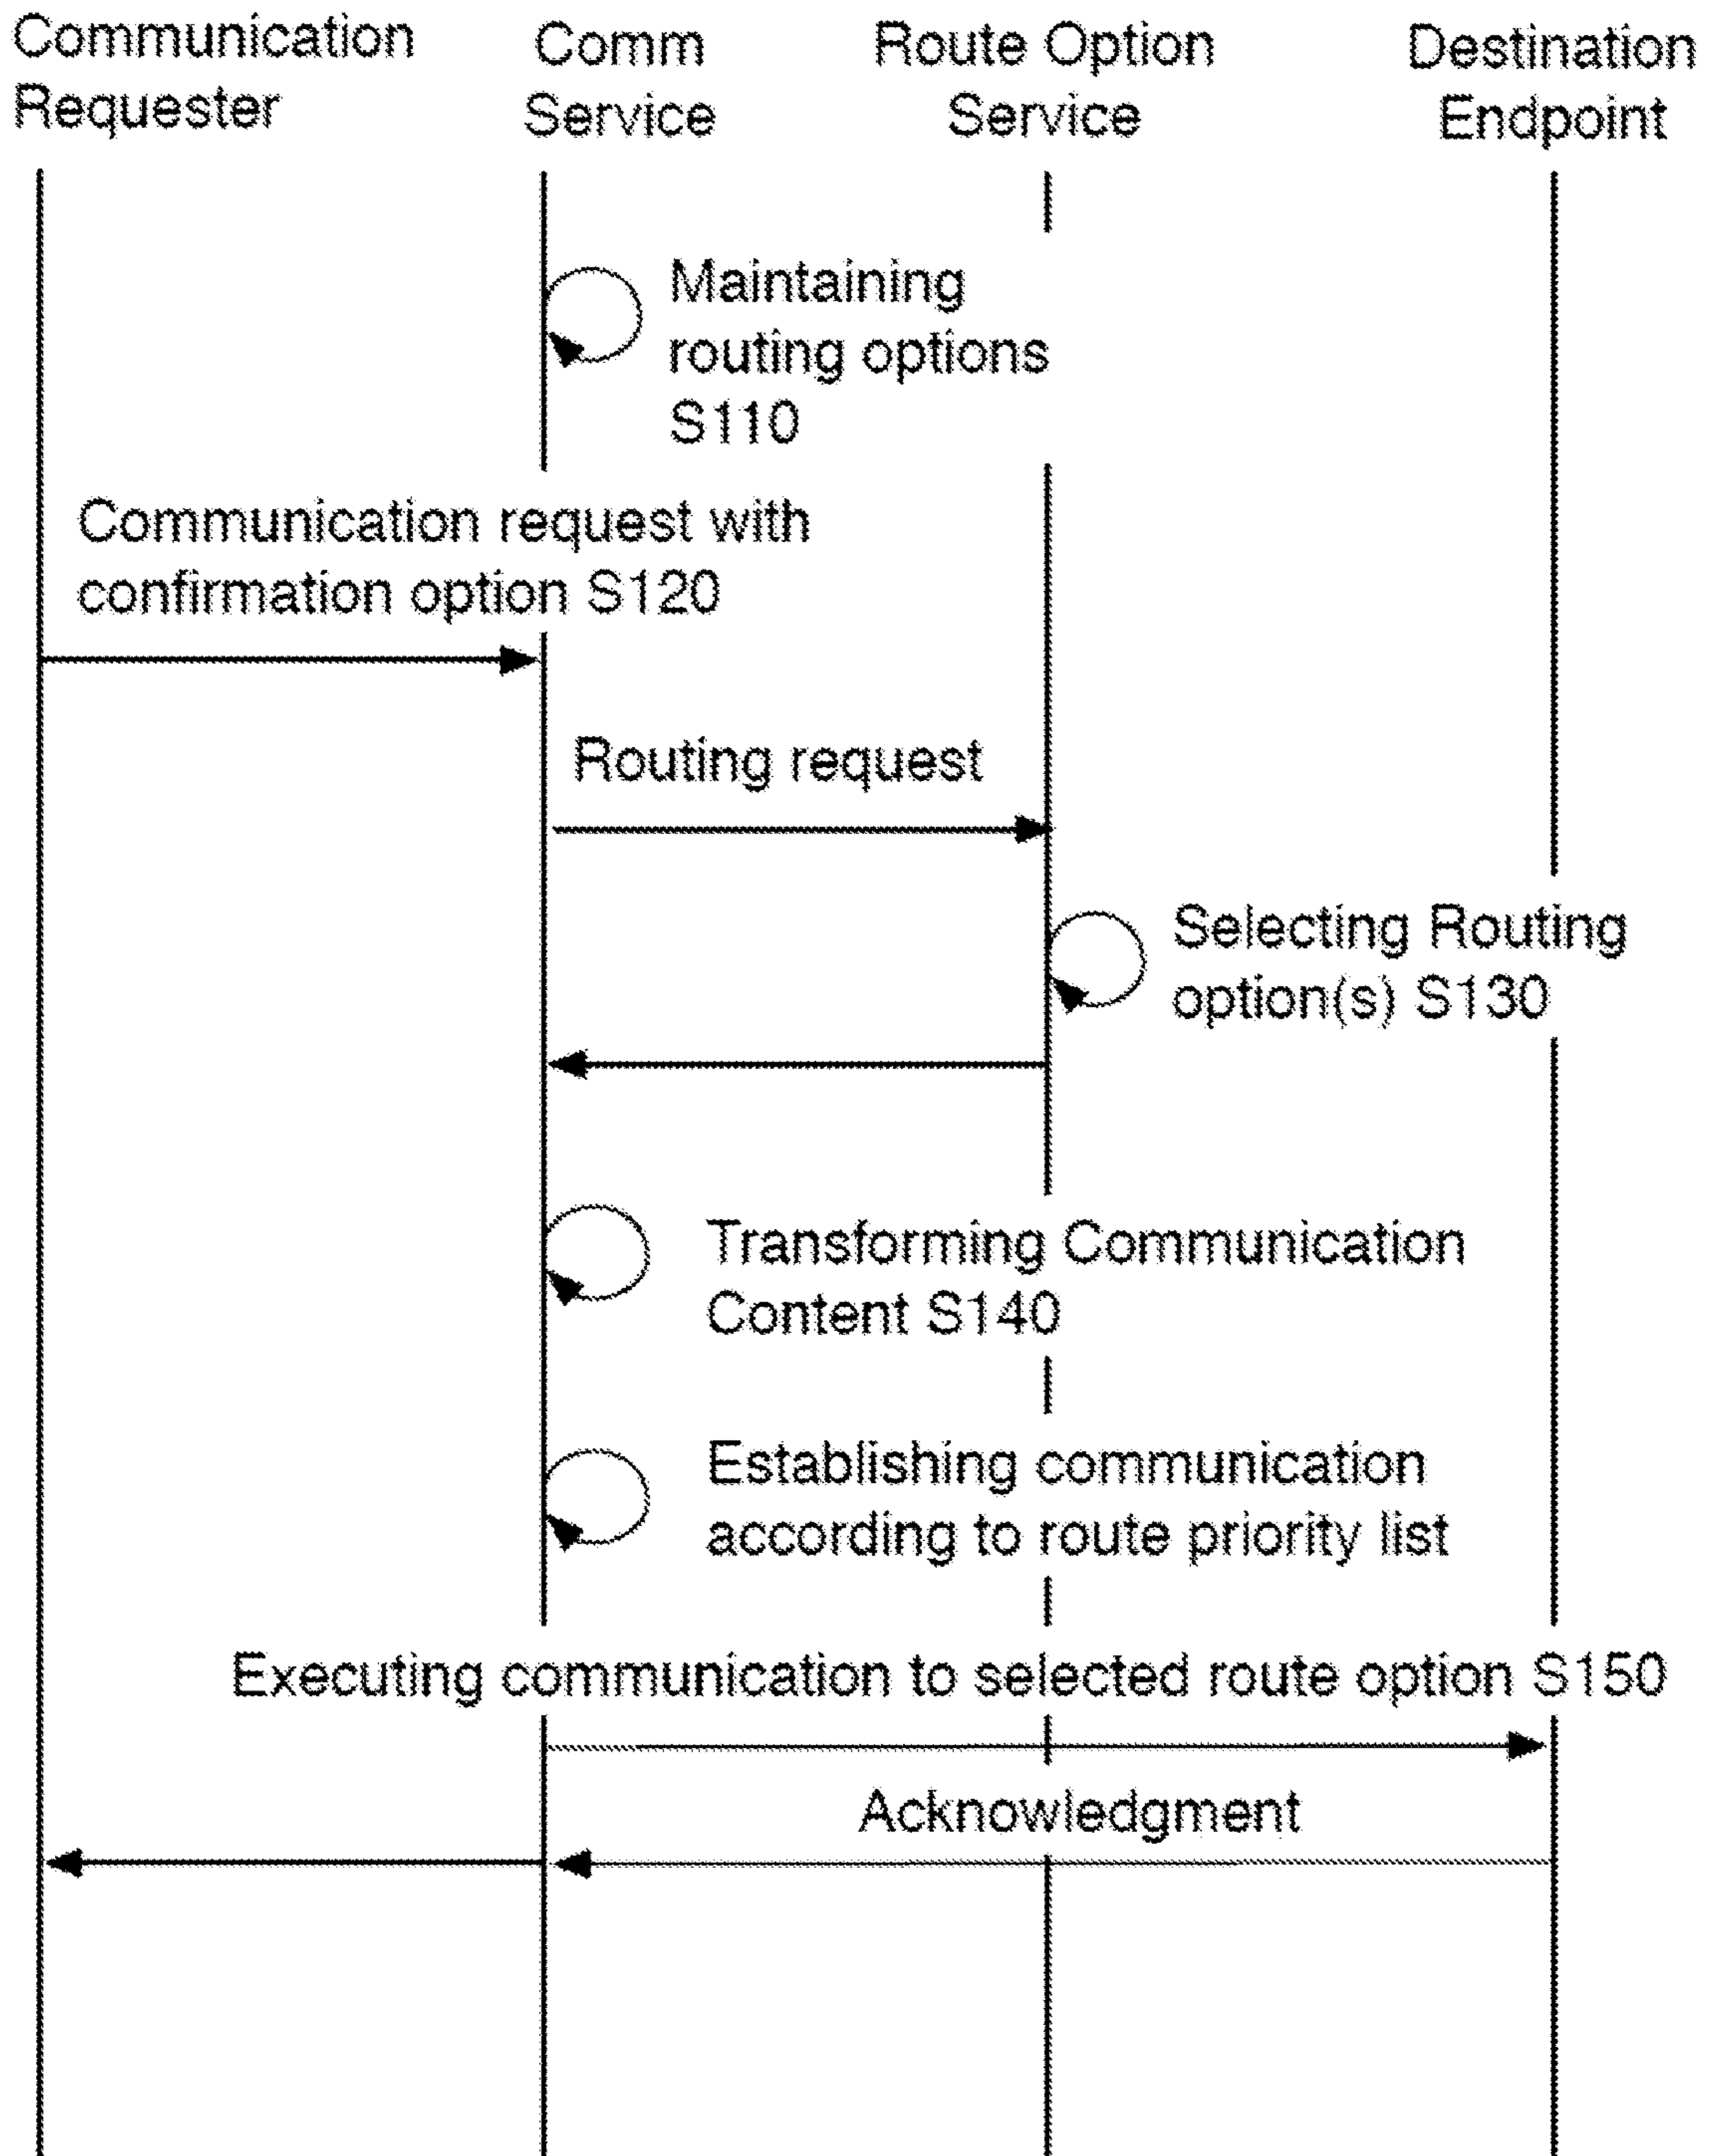 Communication
Requester
Comm
Service
Route Option
Service
Destination
Endpoint
Maintaining
routing options
S110
Communication request with
confirmation option S120
Routing request
Selecting Routing
option(s) S130
Transforming Communication
Content S140
Establishing communication
according to route priority list
Executing communication to selected route option S150
Acknowledgment